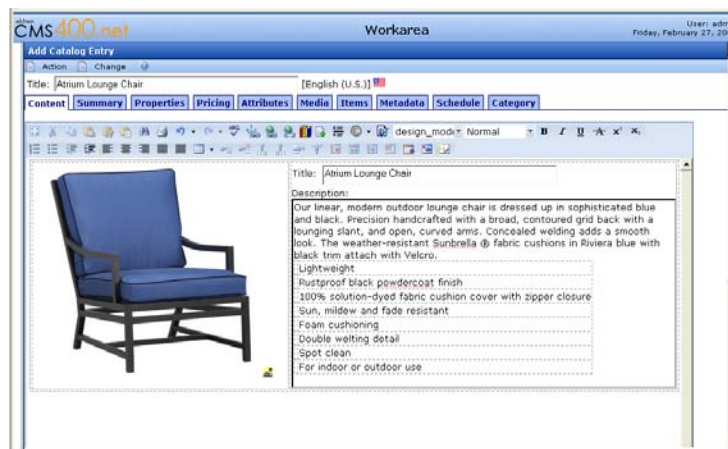 CMS400.net
Workarea
User: adm
Friday, February 27, 20
Add Catalog Entry
Action Change
Title: Atrium Lounge Chair [English (U.S.)]
Content Summary Properties Pricing Attributes Media Items Metadata Schedule Category
design_mode Normal B I U A x² x₂
Title: Atrium Lounge Chair
Description:
Our linear, modern outdoor lounge chair is dressed up in sophisticated blue
and black. Precision handcrafted with a broad, contoured grid back with a
lounging slant, and open, curved arms. Concealed welding adds a smooth
look. The weather-resistant Sunbrella ® fabric cushions in Riviera blue with
black trim attach with Velcro.
Lightweight
Rustproof black powdercoat finish
100% solution-dyed fabric cushion cover with zipper closure
Sun, mildew and fade resistant
Foam cushioning
Double welting detail
Spot clean
For indoor or outdoor use